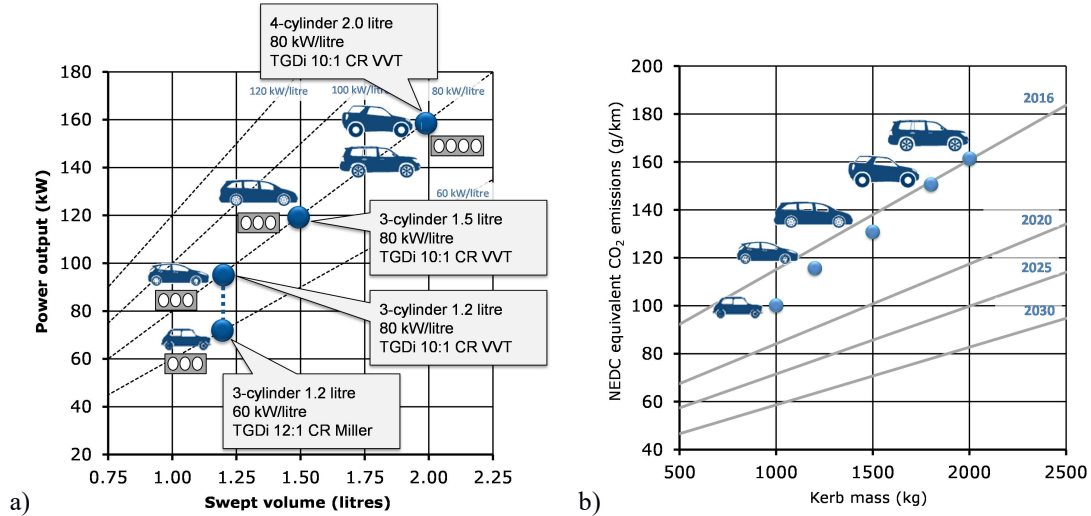 4-cylinder 2.0 litre
80 kW/litre
TGDi 10:1 CR VVT
180
160
140
120
100
80
60
40
20
0.75 1.00 1.25 1.50 1.75 2.00 2.25
Power output (kW)
Swept volume (litres)
120 kW/litre
100 kW/litre
80 kW/litre
60 kW/litre
3-cylinder 1.5 litre
80 kW/litre
TGDi 10:1 CR VVT
3-cylinder 1.2 litre
80 kW/litre
TGDi 10:1 CR VVT
3-cylinder 1.2 litre
60 kW/litre
TGDi 12:1 CR Miller
a)
200
180
160
140
120
100
80
60
40
500 1000 1500 2000 2500
NEDC equivalent CO2 emissions (g/km)
Kerb mass (kg)
2016
2020
2025
2030
b)